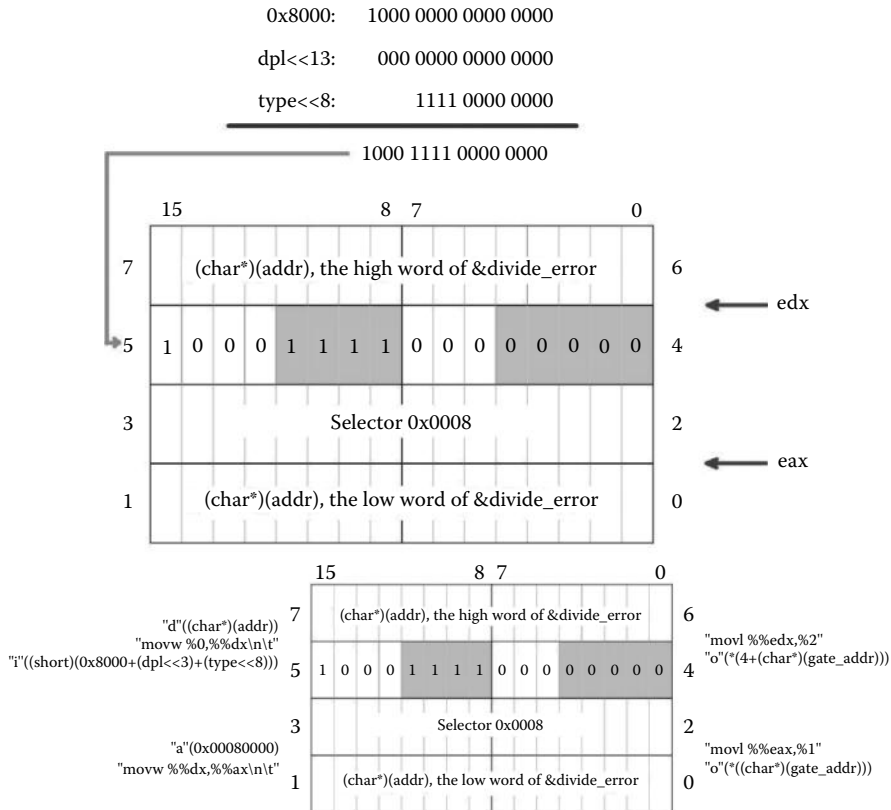 0x8000: 1000 0000 0000 0000
dpl<<13: 000 0000 0000 0000
type<<8: 1111 0000 0000
1000 1111 0000 0000
15 8 7 0
7 (char*)(addr), the high word of &divide_error 6
edx
5 1 0 0 0 1 1 1 1 0 0 0 0 0 0 0 0 4
3 Selector 0x0008 2
eax
1 (char*)(addr), the low word of &divide_error 0
15 8 7 0
7 (char*)(addr), the high word of &divide_error 6
"d"((char*)(addr))
"movw %0,%%dx\n\t"
"i"((short)(0x8000+(dpl<<3)+(type<<8)))
"movl %%edx,%2"
"o"(*(4+(char*)(gate_addr)))
5 1 0 0 0 1 1 1 1 0 0 0 0 0 0 0 0 4
3 Selector 0x0008 2
"a"(0x00080000)
"movw %%dx,%%ax\n\t"
"movl %%eax,%1"
"o"(*((char*)(gate_addr)))
1 (char*)(addr), the low word of &divide_error 0